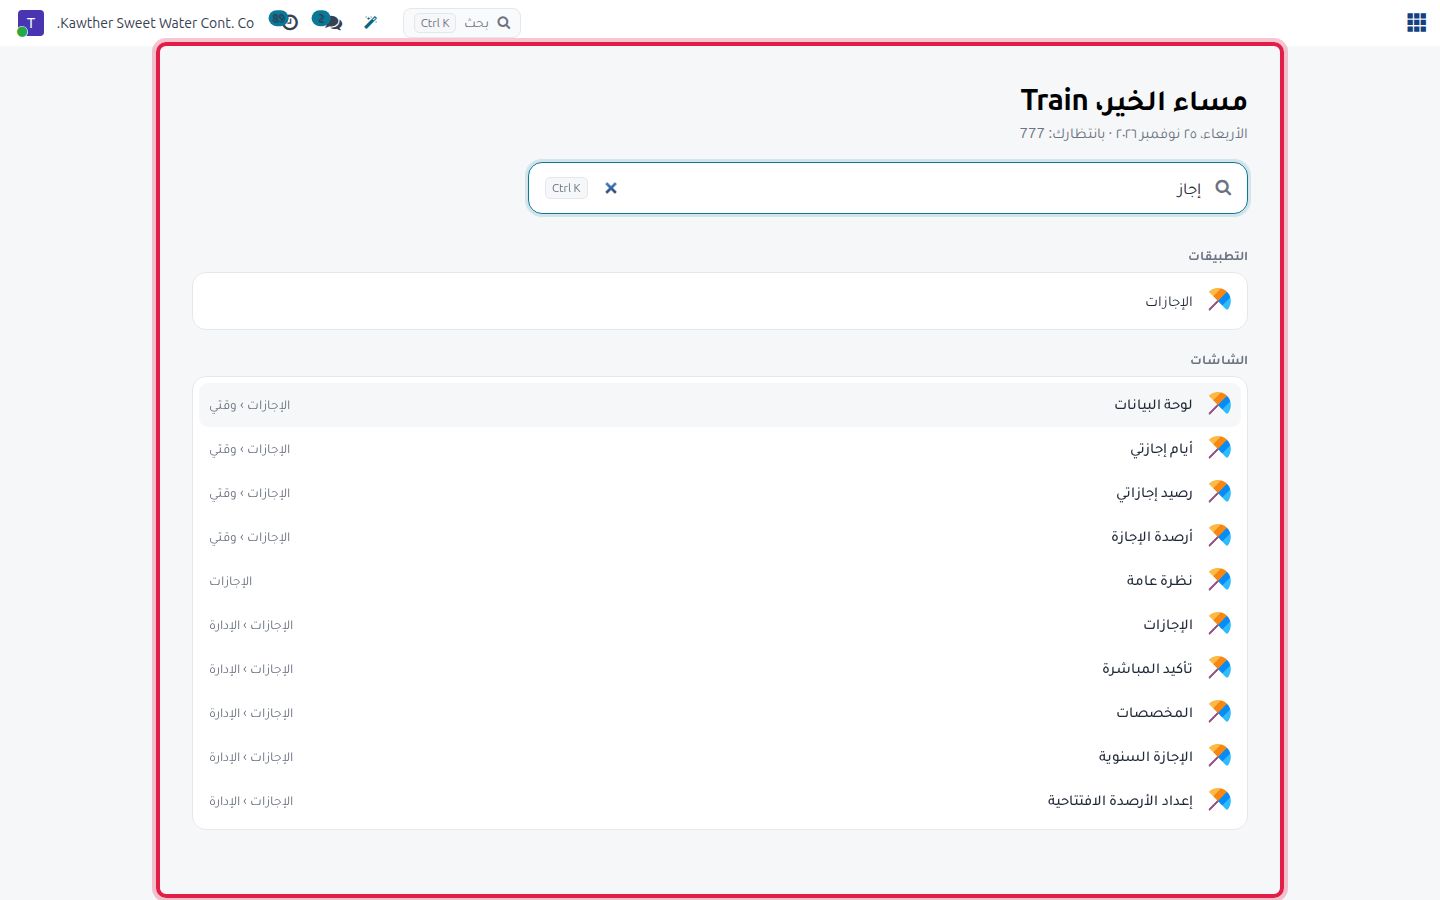 .Kawther Sweet Water Cont. Co
T
2
بحث
Ctrl K
مساء الخير، Train
الأربعاء، ٢٥ نوفمبر ٢٠٢٦ · بانتظارك: 777
إجاز
Ctrl K
التطبيقات
الإجازات
الشاشات
لوحة البيانات
الإجازات › وقتي
أيام إجازتي
الإجازات › وقتي
رصيد إجازاتي
الإجازات › وقتي
أرصدة الإجازة
الإجازات › وقتي
نظرة عامة
الإجازات
الإجازات
الإجازات › الإدارة
تأكيد المباشرة
الإجازات › الإدارة
المخصصات
الإجازات › الإدارة
الإجازة السنوية
الإجازات › الإدارة
إعداد الأرصدة الافتتاحية
الإجازات › الإدارة